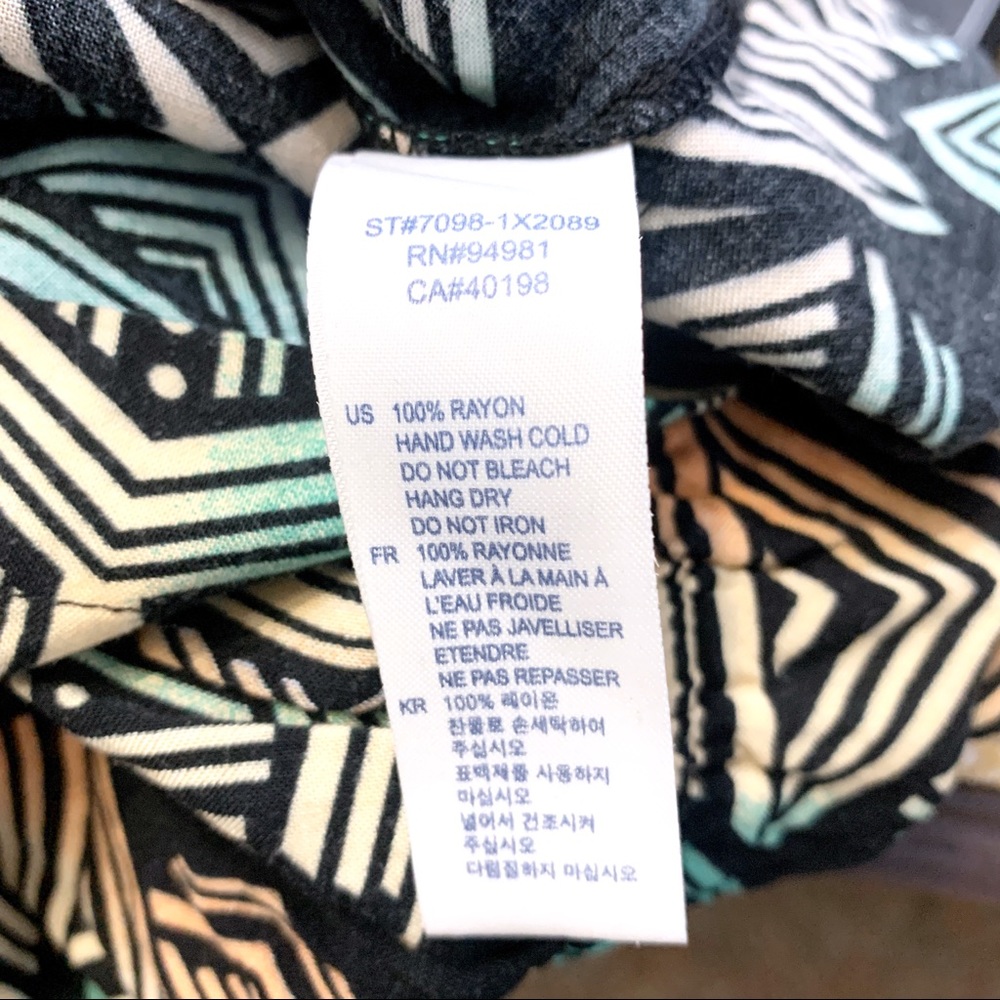 ST#7098-1X2089
RN#94981
CA#40198
US 100% RAYON
HAND WASH COLD
DO NOT BLEACH
HANG DRY
DO NOT IRON
FR 100% RAYONNE
LAVER À LA MAIN À
L'EAU FROIDE
NE PAS JAVELLISER
ETENDRE
NE PAS REPASSER
KR 100% 레이온
찬물로 손세탁하여
주십시오
표백제품 사용하지
마십시오
널어서 건조시켜
주십시오
다림질하지 마십시오